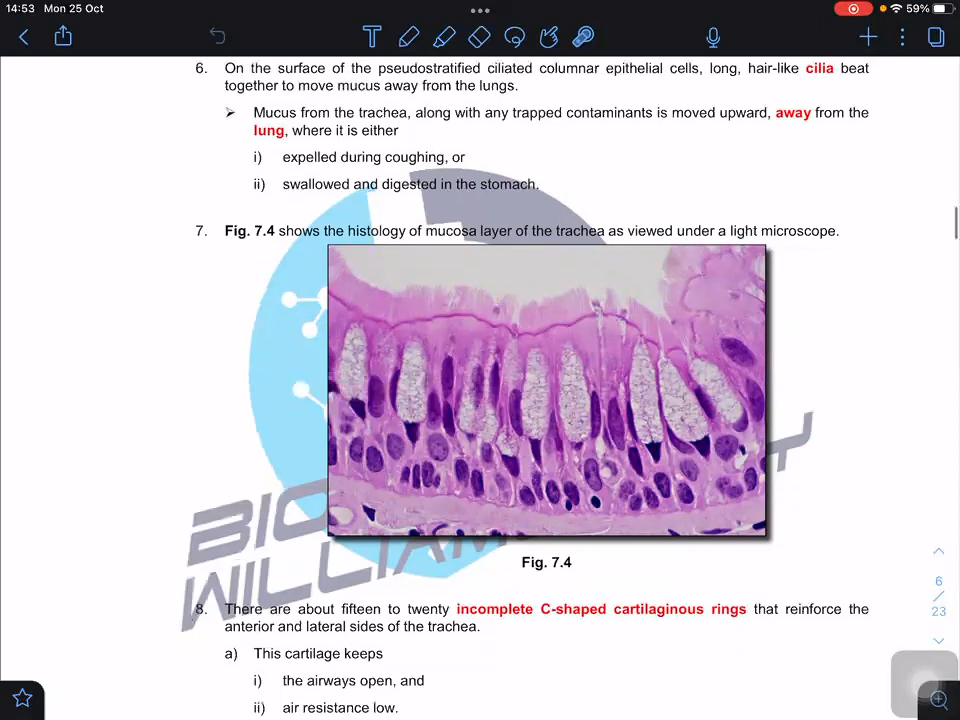 14:53 Mon 25 Oct
59%
6. On the surface of the pseudostratified ciliated columnar epithelial cells, long, hair-like cilia beat
together to move mucus away from the lungs.
➢ Mucus from the trachea, along with any trapped contaminants is moved upward, away from the
lung, where it is either
i) expelled during coughing, or
ii) swallowed and digested in the stomach.
7. Fig. 7.4 shows the histology of mucosa layer of the trachea as viewed under a light microscope.
Fig. 7.4
8. There are about fifteen to twenty incomplete C-shaped cartilaginous rings that reinforce the
anterior and lateral sides of the trachea.
a) This cartilage keeps
i) the airways open, and
ii) air resistance low.
6
/
23